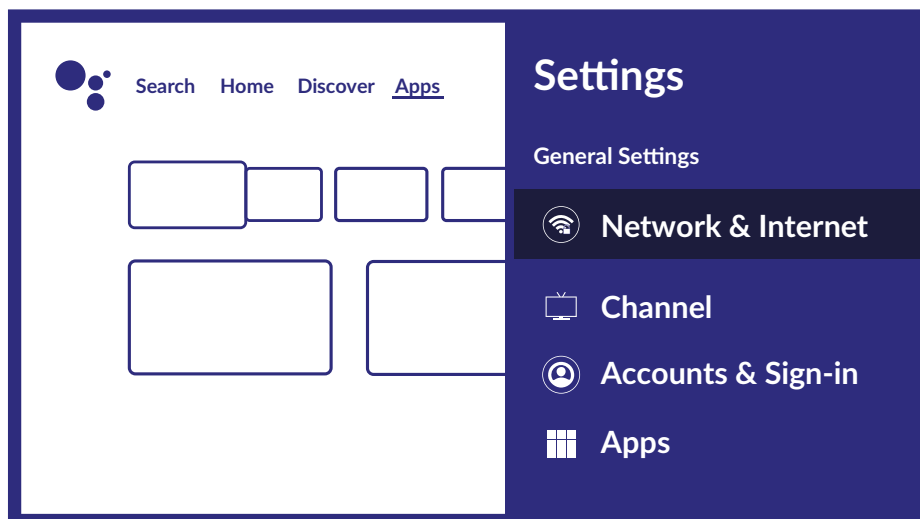 Search Home Discover Apps
Settings
General Settings
Network & Internet
Channel
Accounts & Sign-in
Apps